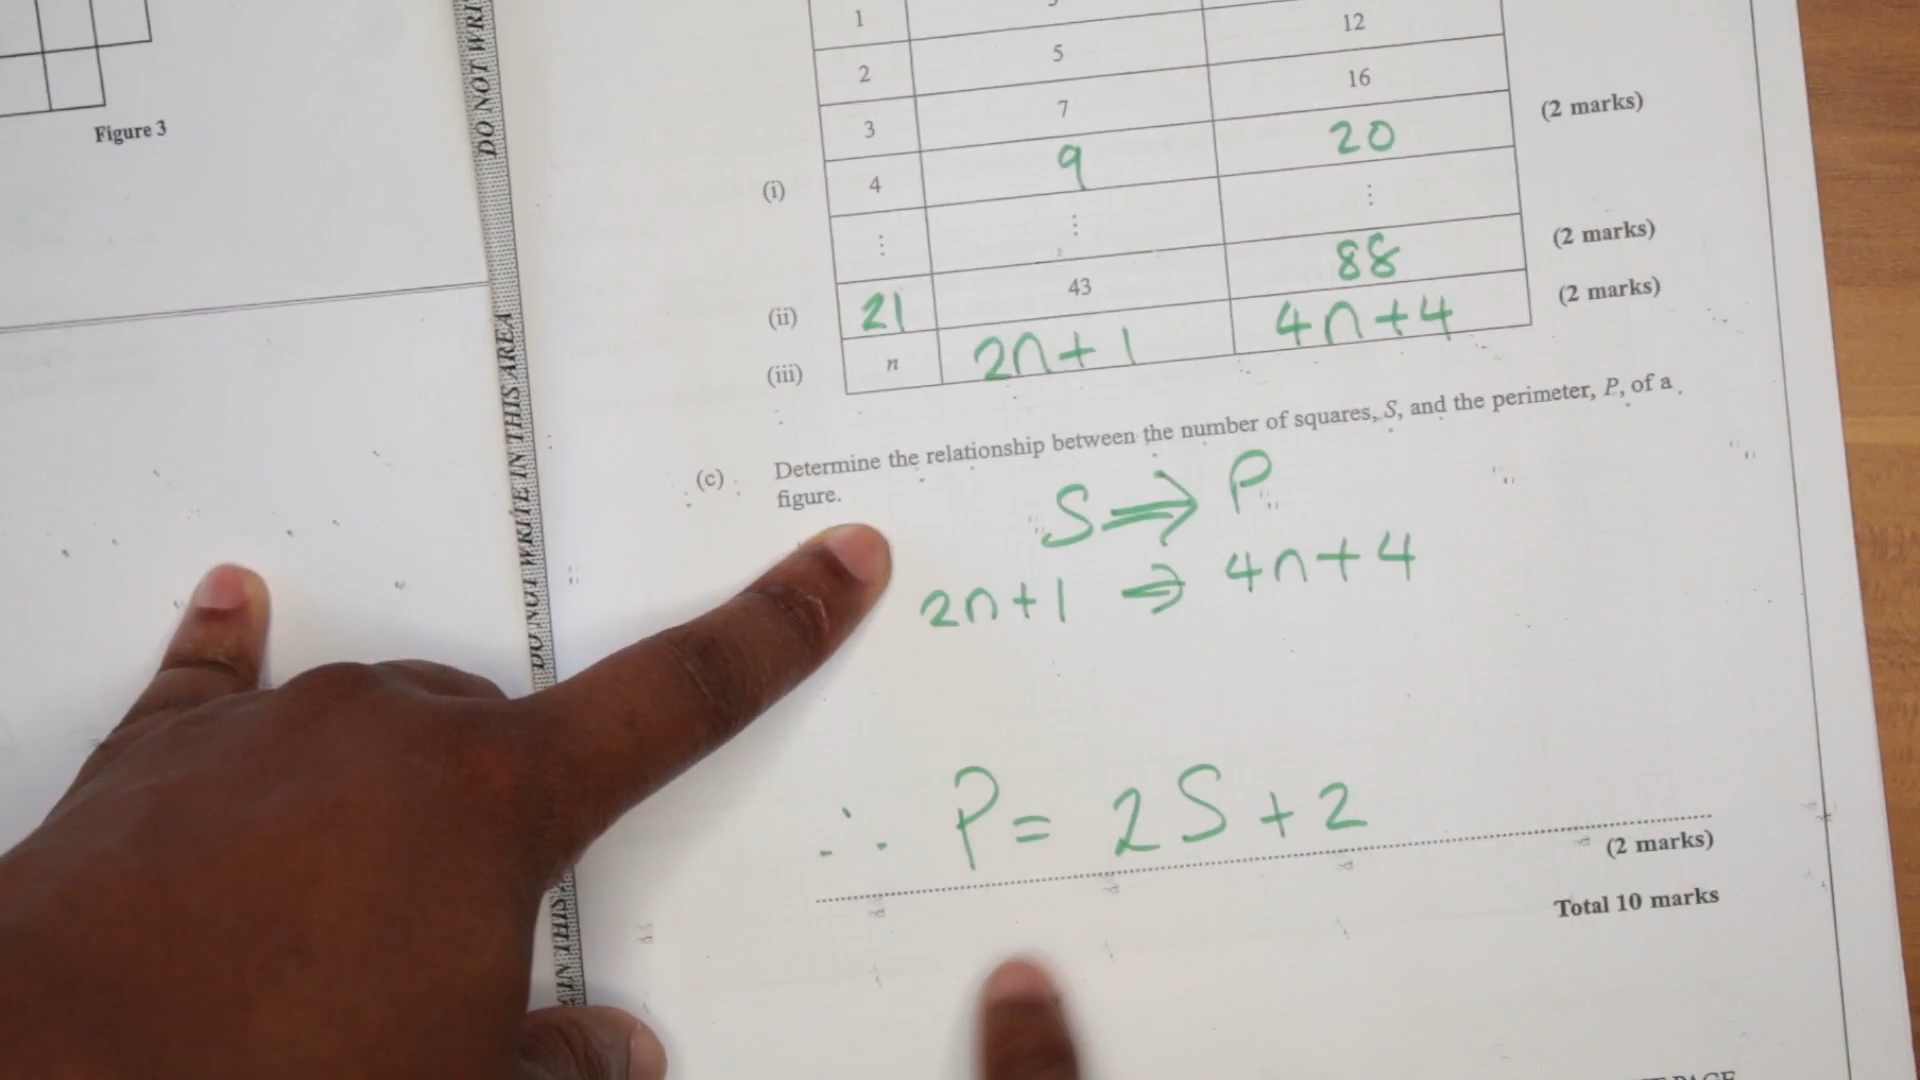 DO NOT WRI
Figure 3
1
12
2 5 16
3 7 20 (2 marks)
(i) 4 9
⋮ ⋮ ⋮
(ii) 21 43 88 (2 marks)
(iii) n 2n+1 4n+4 (2 marks)
DO NOT WRITE IN THIS AREA
(c) Determine the relationship between the number of squares, S, and the perimeter, P, of a
figure.
S ⇒ P
2n+1 ⇒ 4n+4
∴ P = 2S+2
(2 marks)
Total 10 marks
IN THIS
PAGE